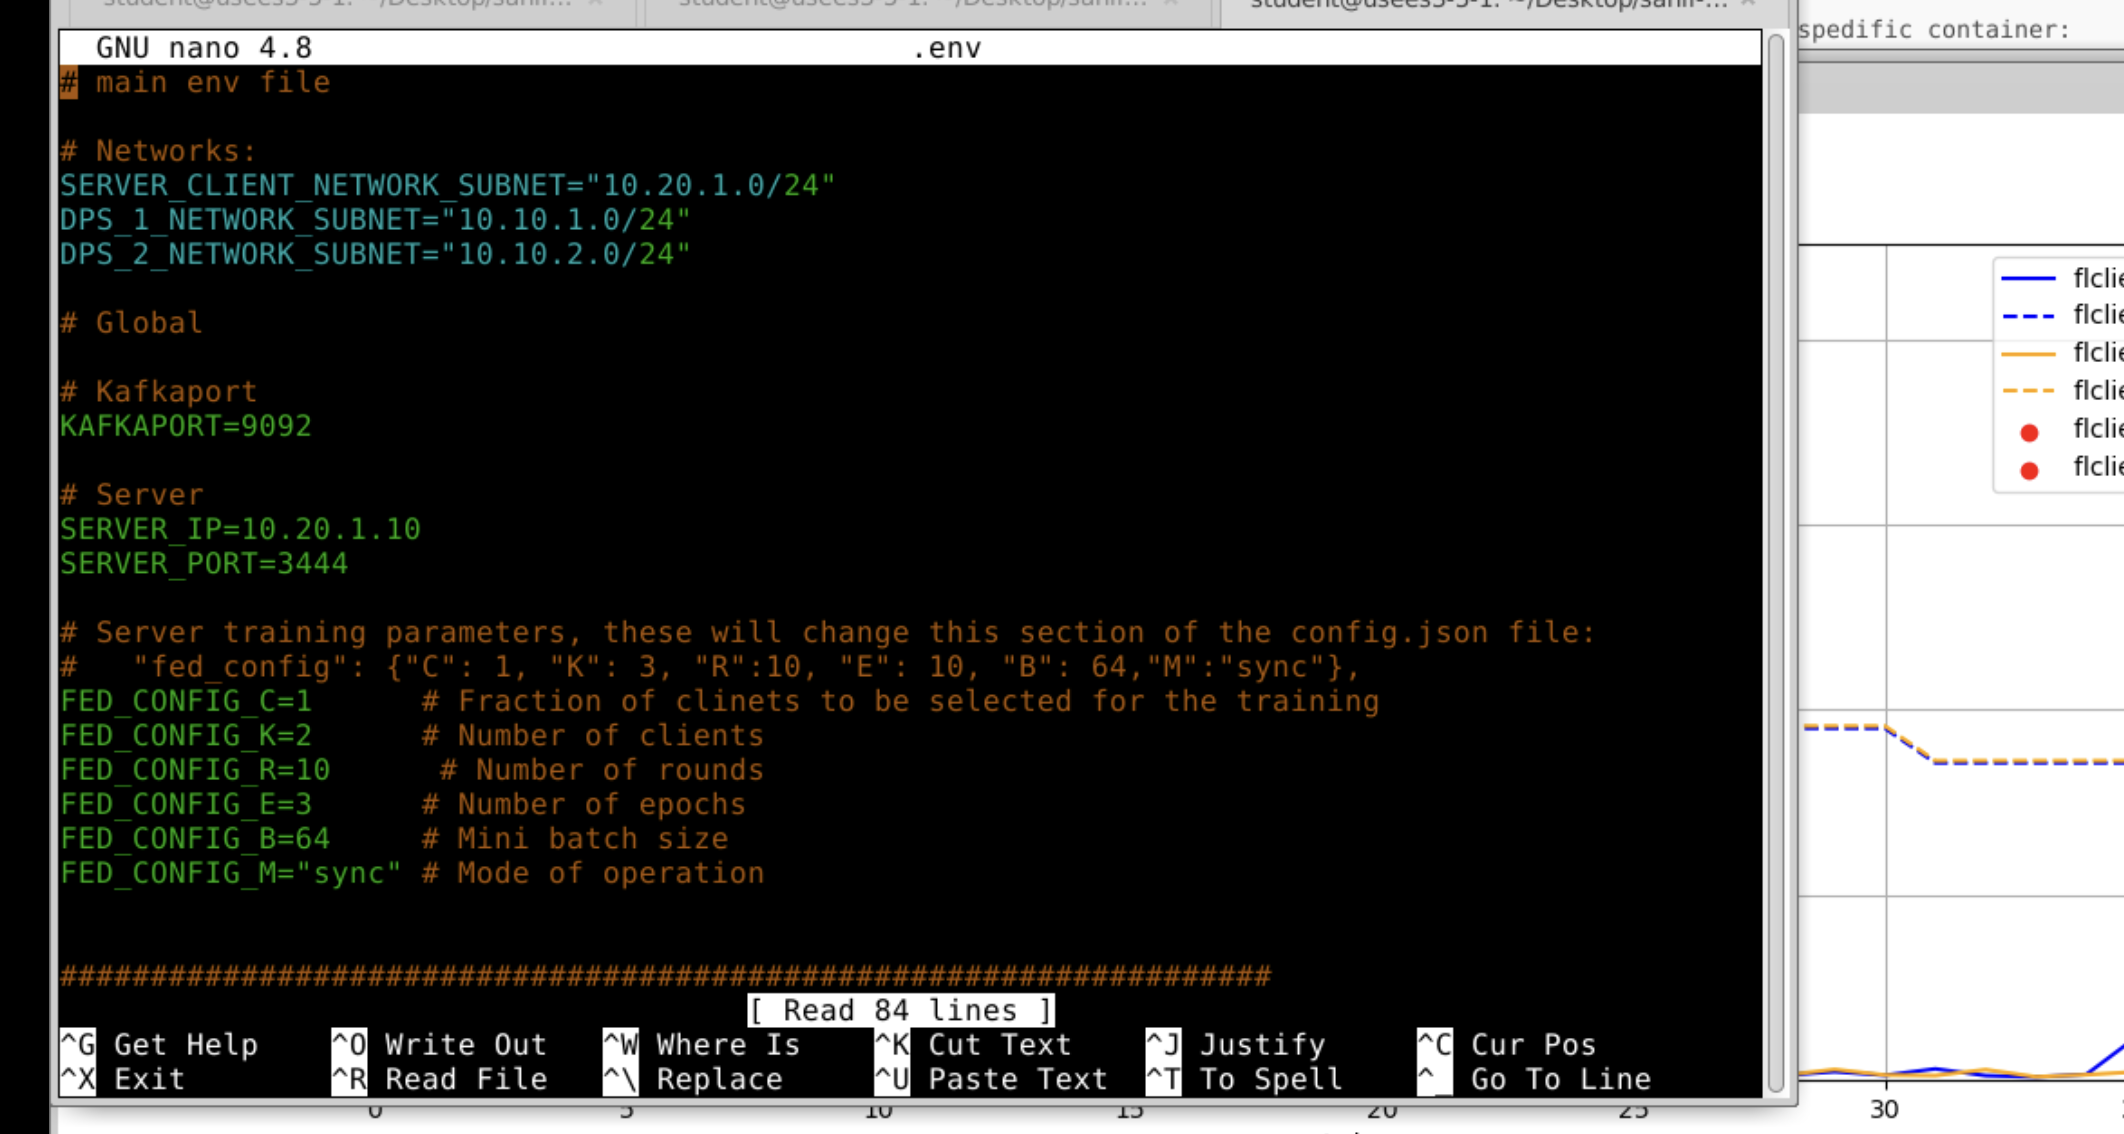 spedific container:
GNU nano 4.8 .env
# main env file
# Networks:
SERVER_CLIENT_NETWORK_SUBNET="10.20.1.0/24"
DPS_1_NETWORK_SUBNET="10.10.1.0/24"
DPS_2_NETWORK_SUBNET="10.10.2.0/24"
# Global
# Kafkaport
KAFKAPORT=9092
# Server
SERVER_IP=10.20.1.10
SERVER_PORT=3444
# Server training parameters, these will change this section of the config.json file:
#   "fed_config": {"C": 1, "K": 3, "R":10, "E": 10, "B": 64,"M":"sync"},
FED_CONFIG_C=1      # Fraction of clinets to be selected for the training
FED_CONFIG_K=2      # Number of clients
FED_CONFIG_R=10      # Number of rounds
FED_CONFIG_E=3      # Number of epochs
FED_CONFIG_B=64     # Mini batch size
FED_CONFIG_M="sync" # Mode of operation
###################################################################
[ Read 84 lines ]
^G Get Help ^O Write Out ^W Where Is ^K Cut Text ^J Justify ^C Cur Pos
^X Exit ^R Read File ^\ Replace ^U Paste Text ^T To Spell ^_ Go To Line
flclie
flclie
flclie
flclie
flclie
flclie
0 5 10 15 20 25 30